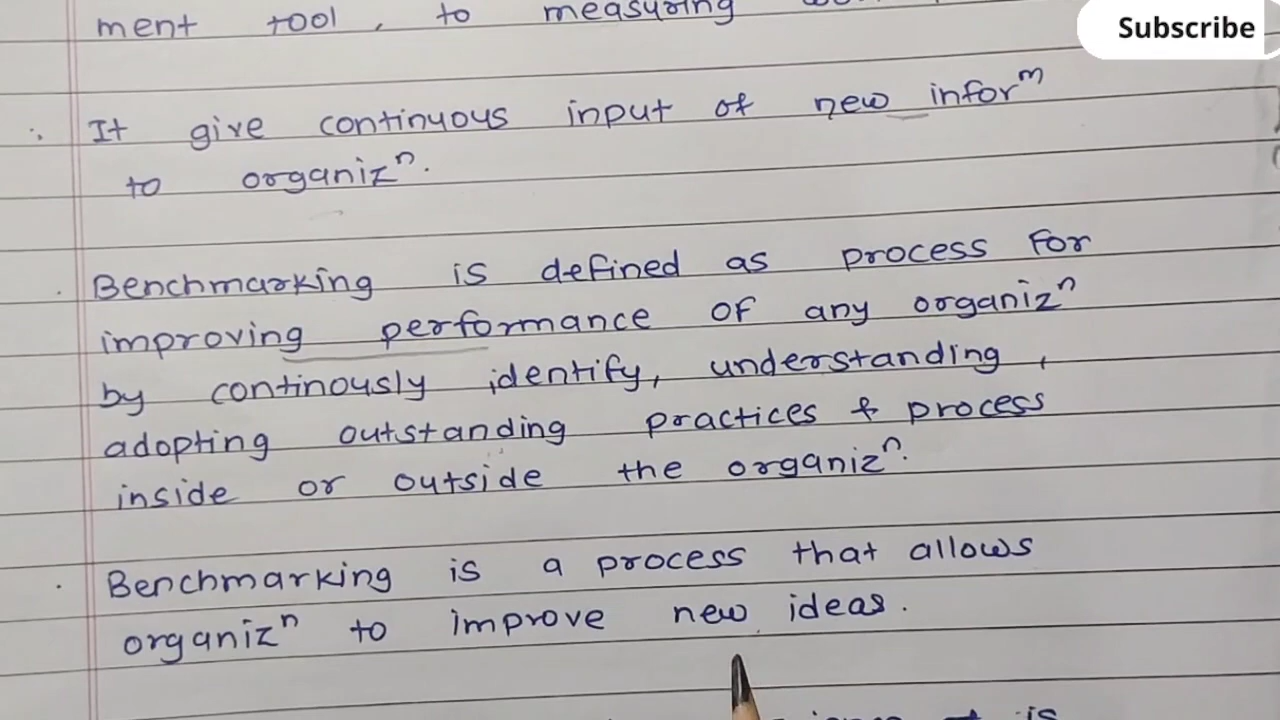 ment tool, to measuring
Subscribe
∴ It give continuous input of new inforᵐ
to organizⁿ.
. Benchmarking is defined as process for
improving performance of any organizⁿ
by continously identify, understanding,
adopting outstanding practices & process
inside or outside the organizⁿ.
. Benchmarking is a process that allows
organizⁿ to improve new ideas.
is